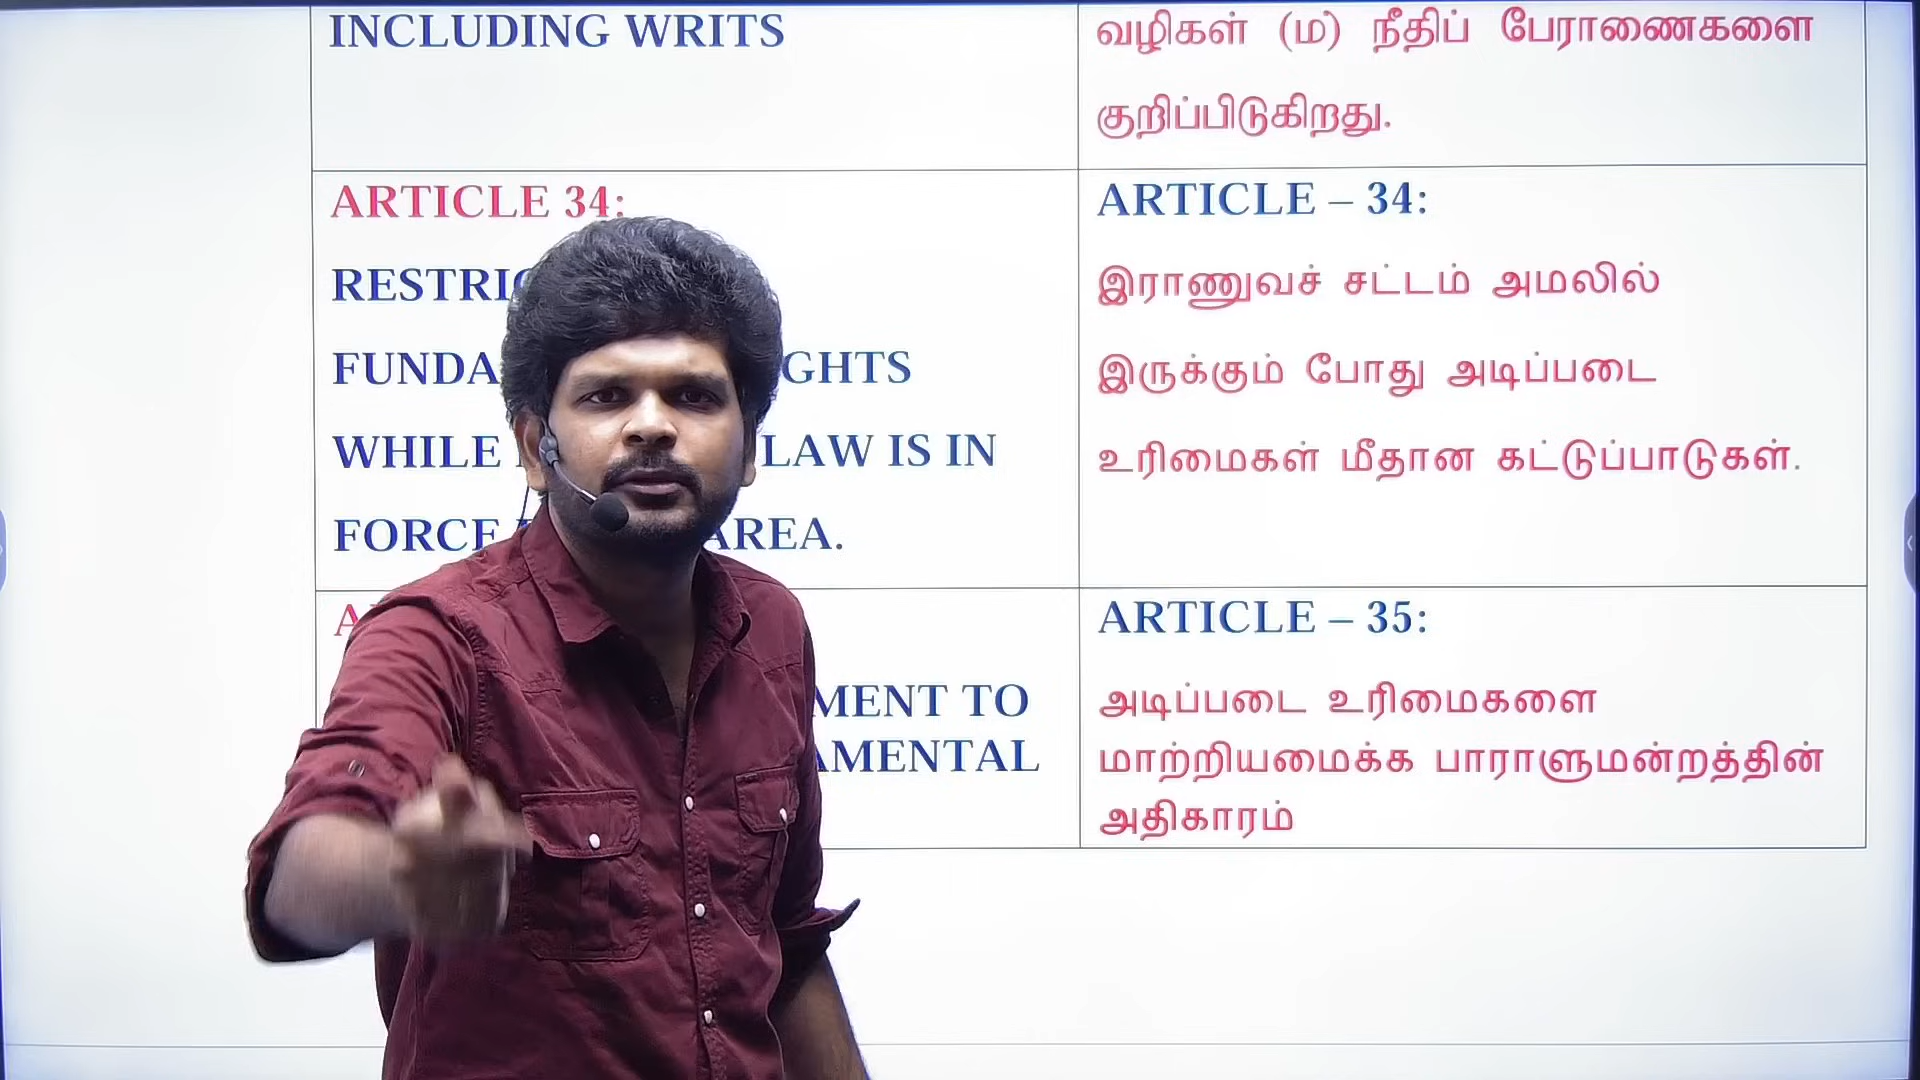 INCLUDING WRITS
வழிகள் (ம) நீதிப் பேராணைகளை
குறிப்பிடுகிறது.
ARTICLE 34:
GHTS
WHILE LAW IS IN
FORCE AREA.
ARTICLE – 34:
இராணுவச் சட்டம் அமலில்
இருக்கும் போது அடிப்படை
உரிமைகள் மீதான கட்டுப்பாடுகள்.
MENT TO
AMENTAL
ARTICLE – 35:
அடிப்படை உரிமைகளை
மாற்றியமைக்க பாராளுமன்றத்தின்
அதிகாரம்